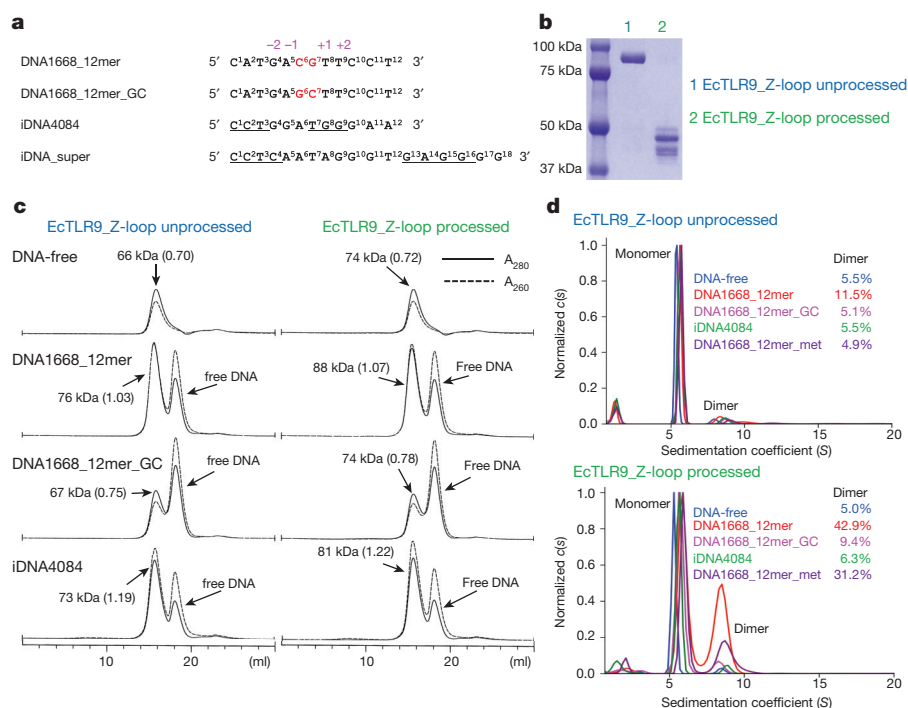 a
−2 −1 +1 +2
DNA1668_12mer 5′ C¹A²T³G⁴A⁵C⁶G⁷T⁸T⁹C¹⁰C¹¹T¹² 3′
DNA1668_12mer_GC 5′ C¹A²T³G⁴A⁵G⁶C⁷T⁸T⁹C¹⁰C¹¹T¹² 3′
iDNA4084 5′ C¹C²T³G⁴G⁵A⁶T⁷G⁸G⁹G¹⁰A¹¹A¹² 3′
iDNA_super 5′ C¹C²T³C⁴A⁵A⁶T⁷A⁸G⁹G¹⁰G¹¹T¹²G¹³A¹⁴G¹⁵G¹⁶G¹⁷G¹⁸ 3′
b
1 2
100 kDa
75 kDa
50 kDa
37 kDa
1 EcTLR9_Z-loop unprocessed
2 EcTLR9_Z-loop processed
c
EcTLR9_Z-loop unprocessed EcTLR9_Z-loop processed
DNA-free
66 kDa (0.70)
74 kDa (0.72)
A₂₈₀
A₂₆₀
DNA1668_12mer
76 kDa (1.03)
free DNA
88 kDa (1.07)
Free DNA
DNA1668_12mer_GC
67 kDa (0.75)
free DNA
74 kDa (0.78)
Free DNA
iDNA4084
73 kDa (1.19)
free DNA
81 kDa (1.22)
Free DNA
10 20 (ml) 10 20 (ml)
d
EcTLR9_Z-loop unprocessed
Monomer Dimer
DNA-free 5.5%
DNA1668_12mer 11.5%
DNA1668_12mer_GC 5.1%
iDNA4084 5.5%
DNA1668_12mer_met 4.9%
Dimer
Normalized c(s)
1.0
0.8
0.6
0.4
0.2
0.0
5 10 15 20
Sedimentation coefficient (S)
EcTLR9_Z-loop processed
Monomer Dimer
DNA-free 5.0%
DNA1668_12mer 42.9%
DNA1668_12mer_GC 9.4%
iDNA4084 6.3%
DNA1668_12mer_met 31.2%
Dimer
Normalized c(s)
1.0
0.8
0.6
0.4
0.2
0.0
5 10 15 20
Sedimentation coefficient (S)